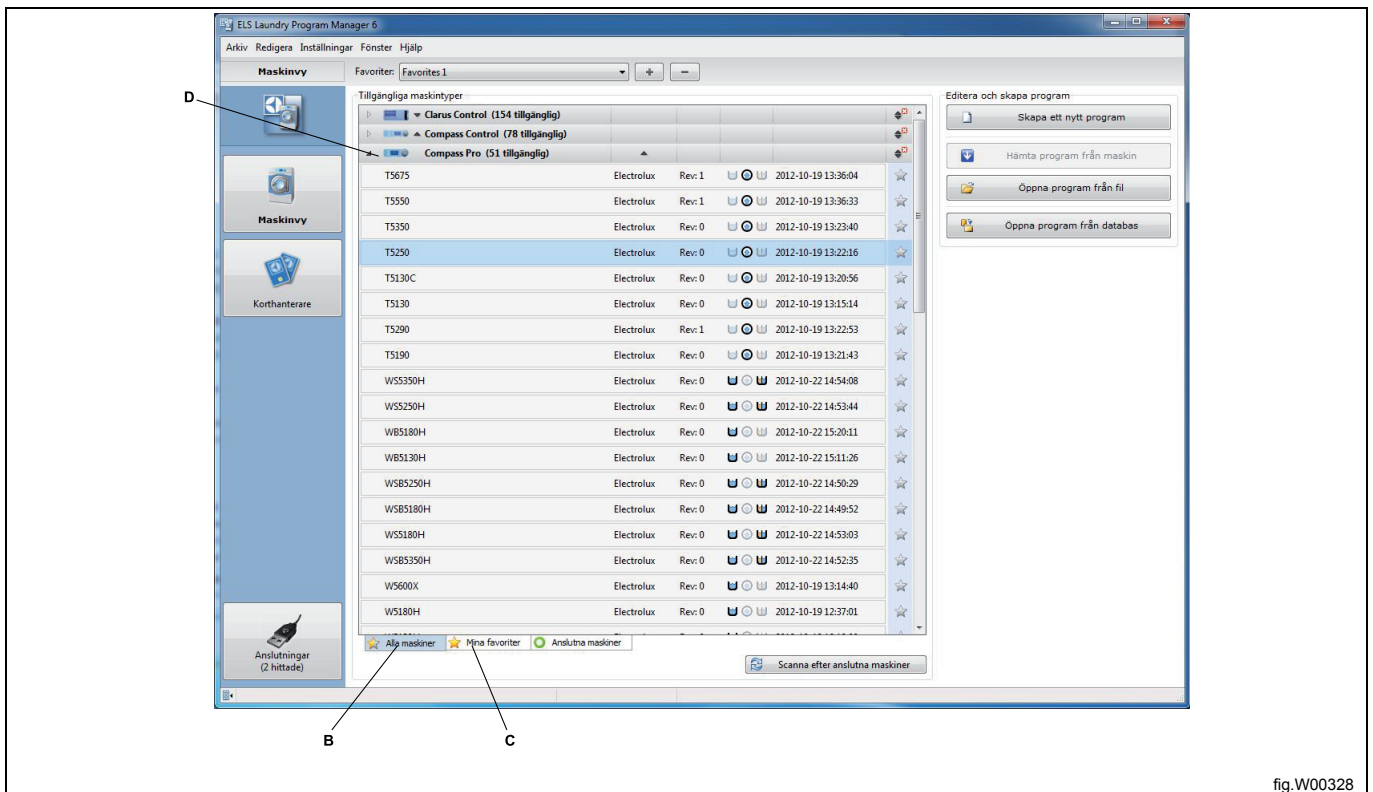 ELS Laundry Program Manager 6
Arkiv Redigera Inställningar Fönster Hjälp
Maskinvy
Favoriter: Favorites 1
D
Tillgängliga maskintyper
Clarus Control (154 tillgänglig)
Compass Control (78 tillgänglig)
Compass Pro (51 tillgänglig)
T5675 Electrolux Rev: 1 2012-10-19 13:36:04
T5550 Electrolux Rev: 1 2012-10-19 13:36:33
T5350 Electrolux Rev: 0 2012-10-19 13:23:40
T5250 Electrolux Rev: 0 2012-10-19 13:22:16
T5130C Electrolux Rev: 0 2012-10-19 13:20:56
T5130 Electrolux Rev: 0 2012-10-19 13:15:14
T5290 Electrolux Rev: 1 2012-10-19 13:22:53
T5190 Electrolux Rev: 0 2012-10-19 13:21:43
WS5350H Electrolux Rev: 0 2012-10-22 14:54:08
WS5250H Electrolux Rev: 0 2012-10-22 14:53:44
WB5180H Electrolux Rev: 0 2012-10-22 15:20:11
WB5130H Electrolux Rev: 0 2012-10-22 15:11:26
WSB5250H Electrolux Rev: 0 2012-10-22 14:50:29
WSB5180H Electrolux Rev: 0 2012-10-22 14:49:52
WS5180H Electrolux Rev: 0 2012-10-22 14:53:03
WSB5350H Electrolux Rev: 0 2012-10-22 14:52:35
W5600X Electrolux Rev: 0 2012-10-19 13:14:40
W5180H Electrolux Rev: 0 2012-10-19 12:37:01
Alla maskiner Mina favoriter Anslutna maskiner
Scanna efter anslutna maskiner
Editera och skapa program
Skapa ett nytt program
Hämta program från maskin
Öppna program från fil
Öppna program från databas
Maskinvy
Korthanterare
Anslutningar
(2 hittade)
B
C
fig.W00328